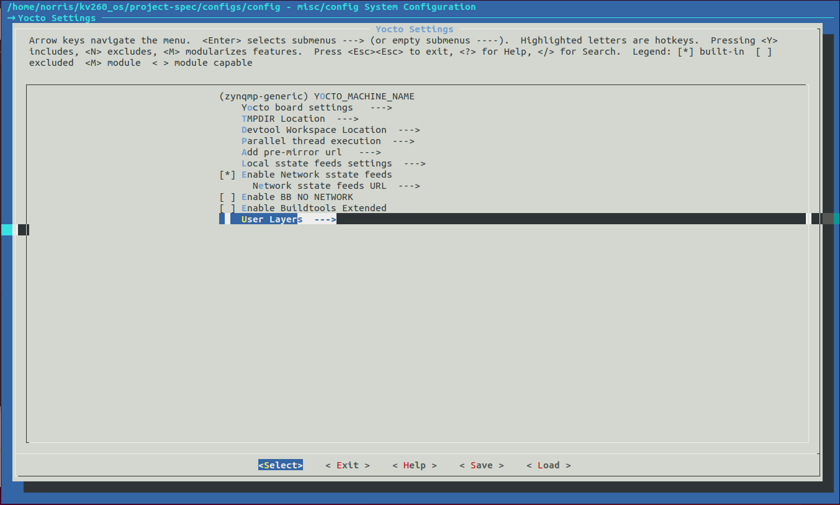 /home/norris/kv260_os/project-spec/configs/config - misc/config System Configuration
→ Yocto Settings
Yocto Settings
Arrow keys navigate the menu.  <Enter> selects submenus ---> (or empty submenus ----).  Highlighted letters are hotkeys.  Pressing <Y>
includes, <N> excludes, <M> modularizes features.  Press <Esc><Esc> to exit, <?> for Help, </> for Search.  Legend: [*] built-in  [ ]
excluded  <M> module  < > module capable
(zynqmp-generic) YOCTO_MACHINE_NAME
Yocto board settings  --->
TMPDIR Location  --->
Devtool Workspace Location  --->
Parallel thread execution  --->
Add pre-mirror url  --->
Local sstate feeds settings  --->
[*] Enable Network sstate feeds
Network sstate feeds URL  --->
[ ] Enable BB NO NETWORK
[ ] Enable Buildtools Extended
User Layers  --->
<Select>    < Exit >    < Help >    < Save >    < Load >